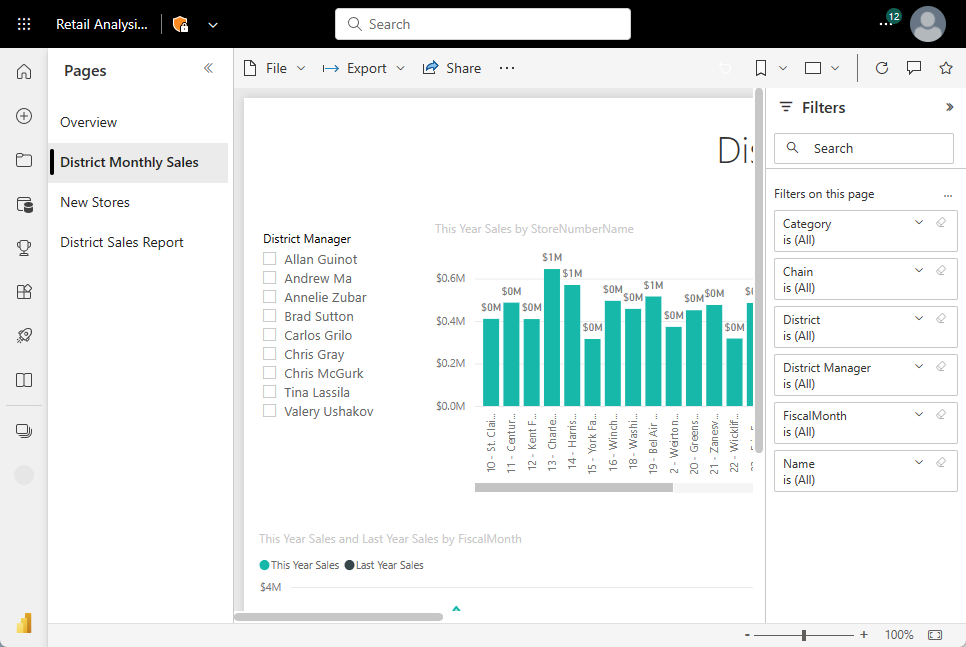 Retail Analysi...
Search
12
Pages
File
Export
Share
Overview
District Monthly Sales
New Stores
District Sales Report
District Manager
Allan Guinot
Andrew Ma
Annelie Zubar
Brad Sutton
Carlos Grilo
Chris Gray
Chris McGurk
Tina Lassila
Valery Ushakov
This Year Sales by StoreNumberName
$0.6M
$0.4M
$0.2M
$0.0M
$0M
$0M
$0M
$1M
$1M
$0M
$0M
$0M
$1M
$0M
$0M
$0M
$0M
10 - St. Clai...
11 - Centur...
12 - Kent F...
13 - Charle...
14 - Harris...
15 - York Fa...
16 - Winch...
18 - Washi...
19 - Bel Air ...
2 - Weirton...
20 - Greens...
21 - Zanesv...
22 - Wicklif...
This Year Sales and Last Year Sales by FiscalMonth
This Year Sales
Last Year Sales
$4M
Filters
Search
Filters on this page
...
Category
is (All)
Chain
is (All)
District
is (All)
District Manager
is (All)
FiscalMonth
is (All)
Name
is (All)
- + 100%